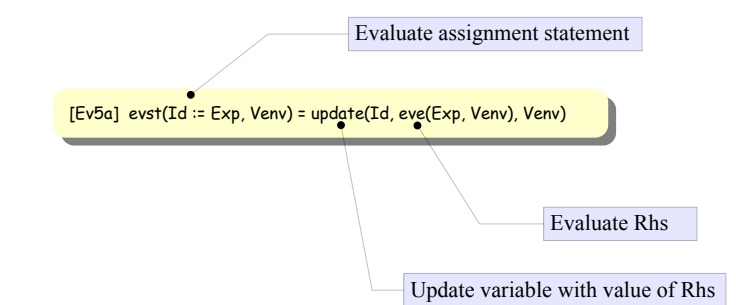 Evaluate assignment statement
[Ev5a] evst(Id := Exp, Venv) = update(Id, eve(Exp, Venv), Venv)
Evaluate Rhs
Update variable with value of Rhs